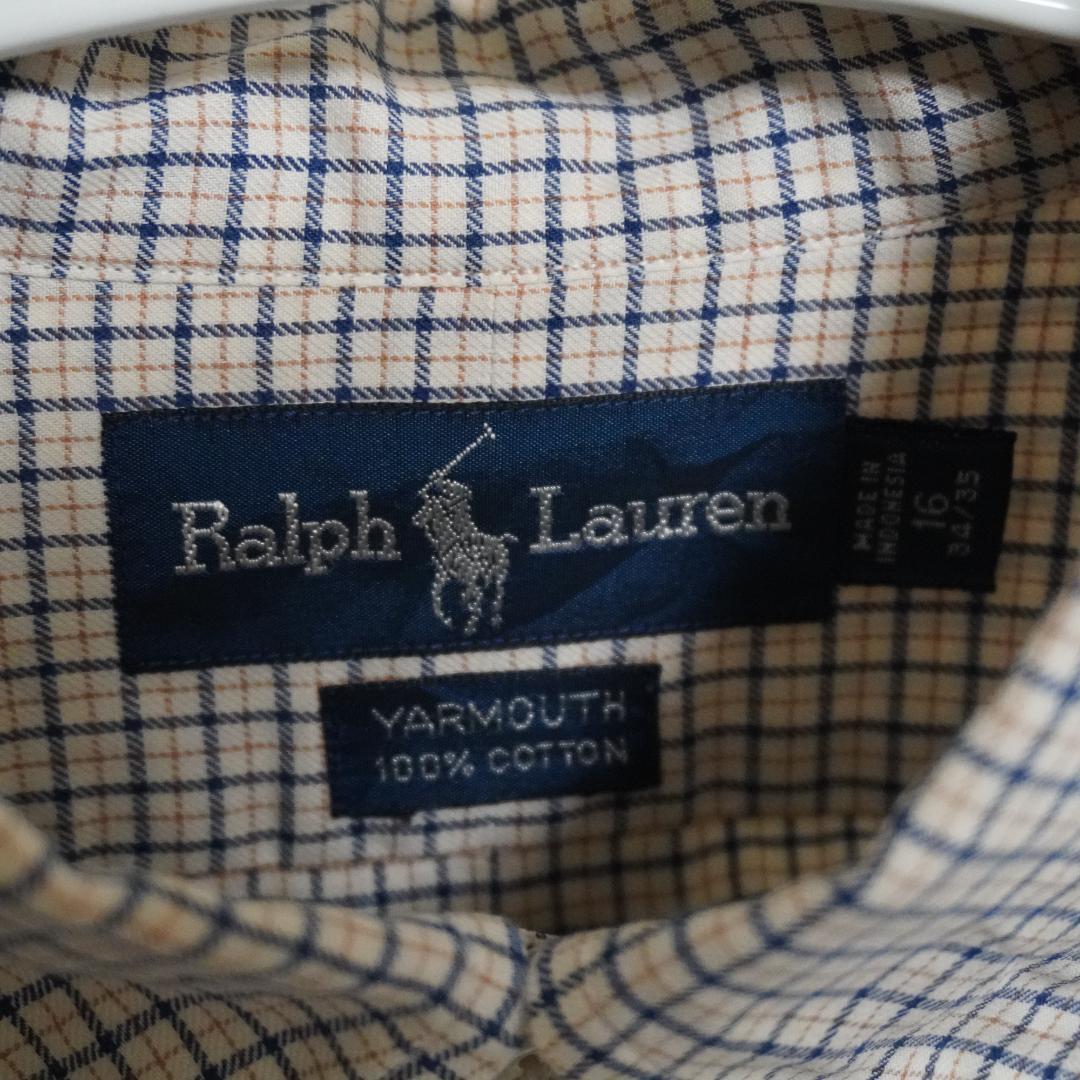 Ralph Lauren
MADE IN
INDONESIA
16
34/35
YARMOUTH
100% COTTON